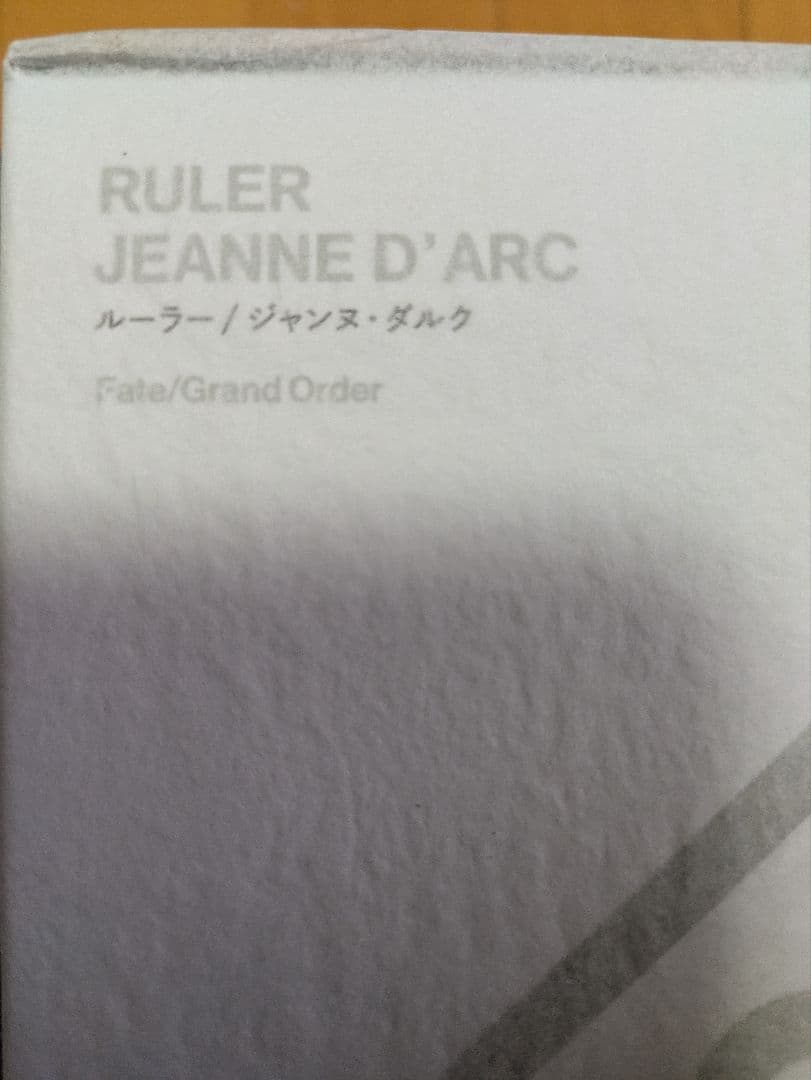 RULER
JEANNE D'ARC
ルーラー / ジャンヌ・ダルク
Fate/Grand Order